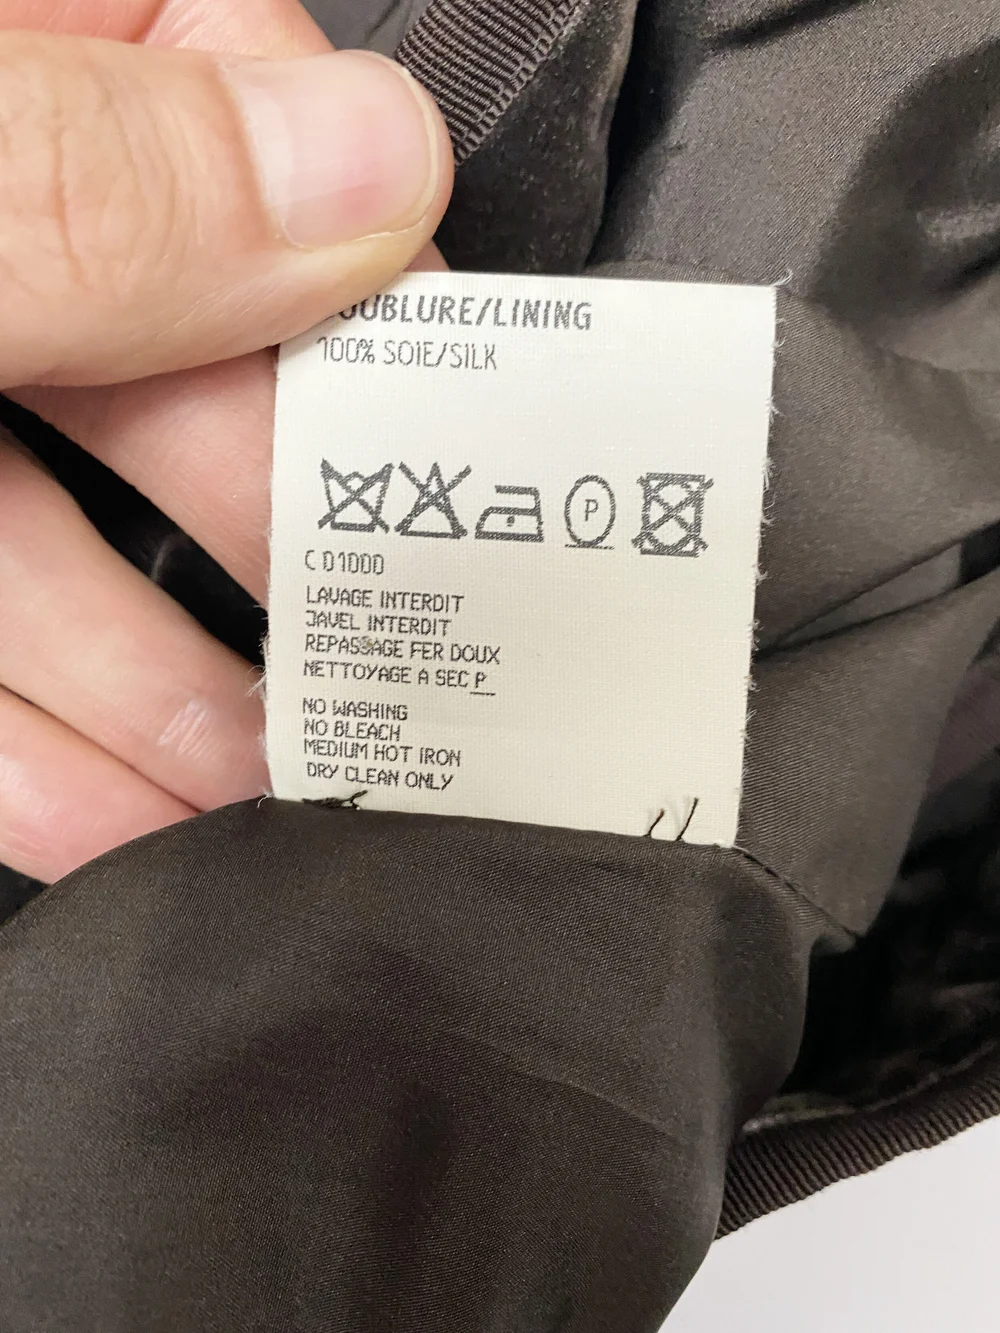 DOUBLURE/LINING
100% SOIE/SILK
P
CD1000
LAVAGE INTERDIT
JAVEL INTERDIT
REPASSAGE FER DOUX
NETTOYAGE A SEC P
NO WASHING
NO BLEACH
MEDIUM HOT IRON
DRY CLEAN ONLY